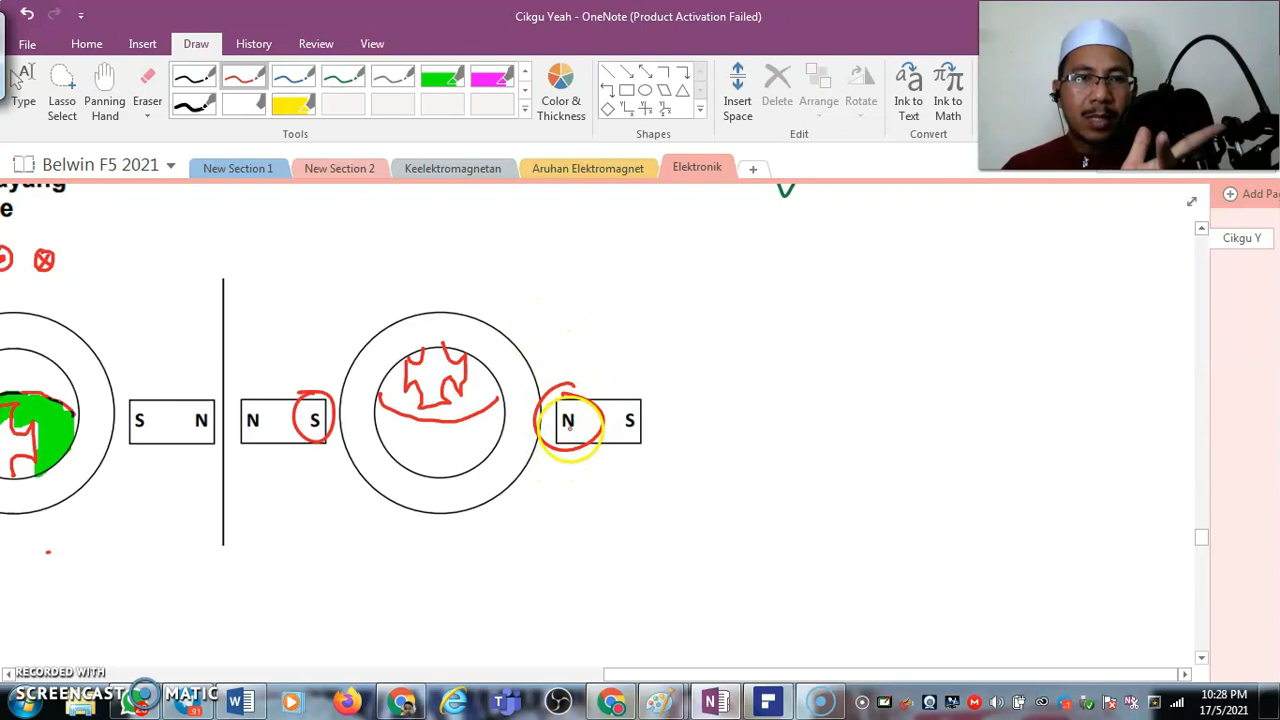 Cikgu Yeah - OneNote (Product Activation Failed)
File Home Insert Draw History Review View
Type
Lasso Select
Panning Hand
Eraser
Color & Thickness
Insert Space
Delete
Arrange
Rotate
Ink to Text
Ink to Math
Tools
Shapes
Edit
Convert
Belwin F5 2021
New Section 1
New Section 2
Keelektromagnetan
Aruhan Elektromagnet
Elektronik
Add Pa
Cikgu Y
e
S N
N S
N S
RECORDED WITH
SCREENCAST MATIC
10:28 PM
17/5/2021